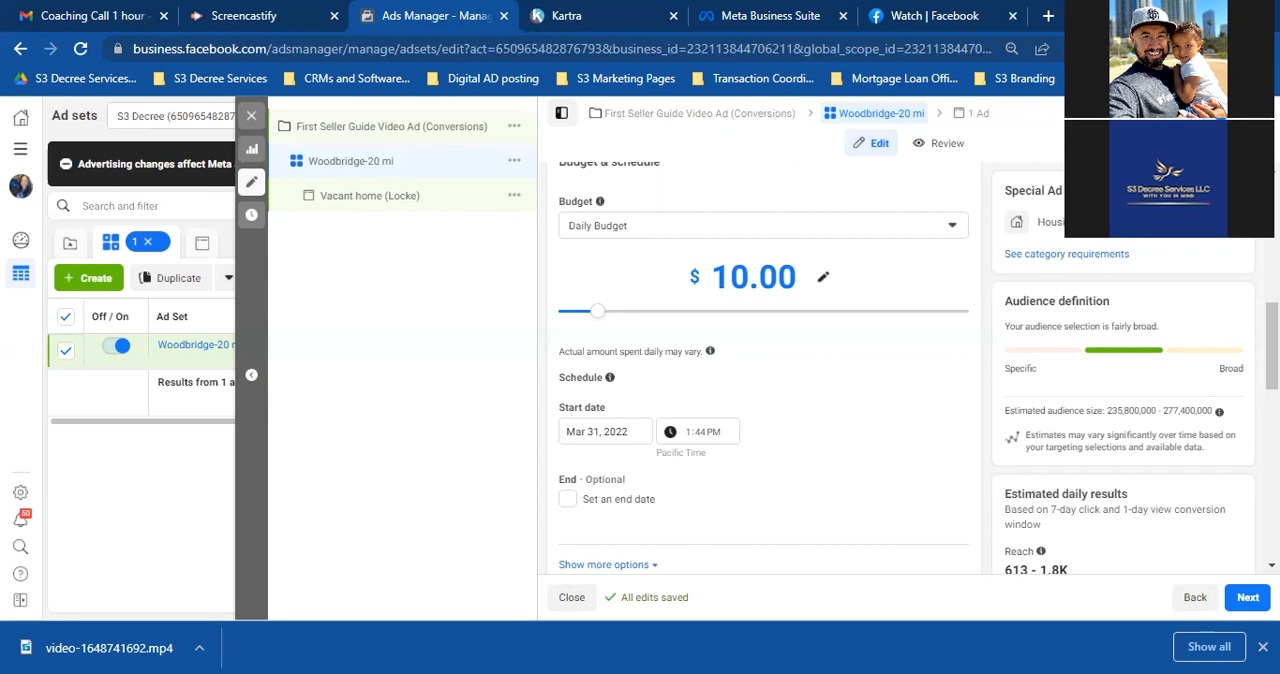 Coaching Call 1 hour -
Screencastify
Ads Manager - Mana
Kartra
Meta Business Suite
Watch | Facebook
business.facebook.com/adsmanager/manage/adsets/edit?act=650965482876793&business_id=232113844706211&global_scope_id=23211384470...
S3 Decree Services...
S3 Decree Services
CRMs and Software...
Digital AD posting
S3 Marketing Pages
Transaction Coordi...
Mortgage Loan Offi...
S3 Branding
S3 DECREE SERVICES LLC
WITH YOU IN MIND
Ad sets
S3 Decree (65096548287
Advertising changes affect Meta
Search and filter
1
Create
Duplicate
Off / On
Ad Set
Woodbridge-20 m
Results from 1 a
50
First Seller Guide Video Ad (Conversions)
Woodbridge-20 mi
Vacant home (Locke)
First Seller Guide Video Ad (Conversions)
Woodbridge-20 mi
1 Ad
Edit
Review
Budget & schedule
Budget
Daily Budget
$ 10.00
Actual amount spent daily may vary.
Schedule
Start date
Mar 31, 2022
1:44PM
Pacific Time
End · Optional
Set an end date
Show more options
Close
All edits saved
Back
Next
Special Ad
Housi
See category requirements
Audience definition
Your audience selection is fairly broad.
Specific
Broad
Estimated audience size: 235,800,000 - 277,400,000
Estimates may vary significantly over time based on
your targeting selections and available data.
Estimated daily results
Based on 7-day click and 1-day view conversion
window
Reach
613 - 1.8K
video-1648741692.mp4
Show all